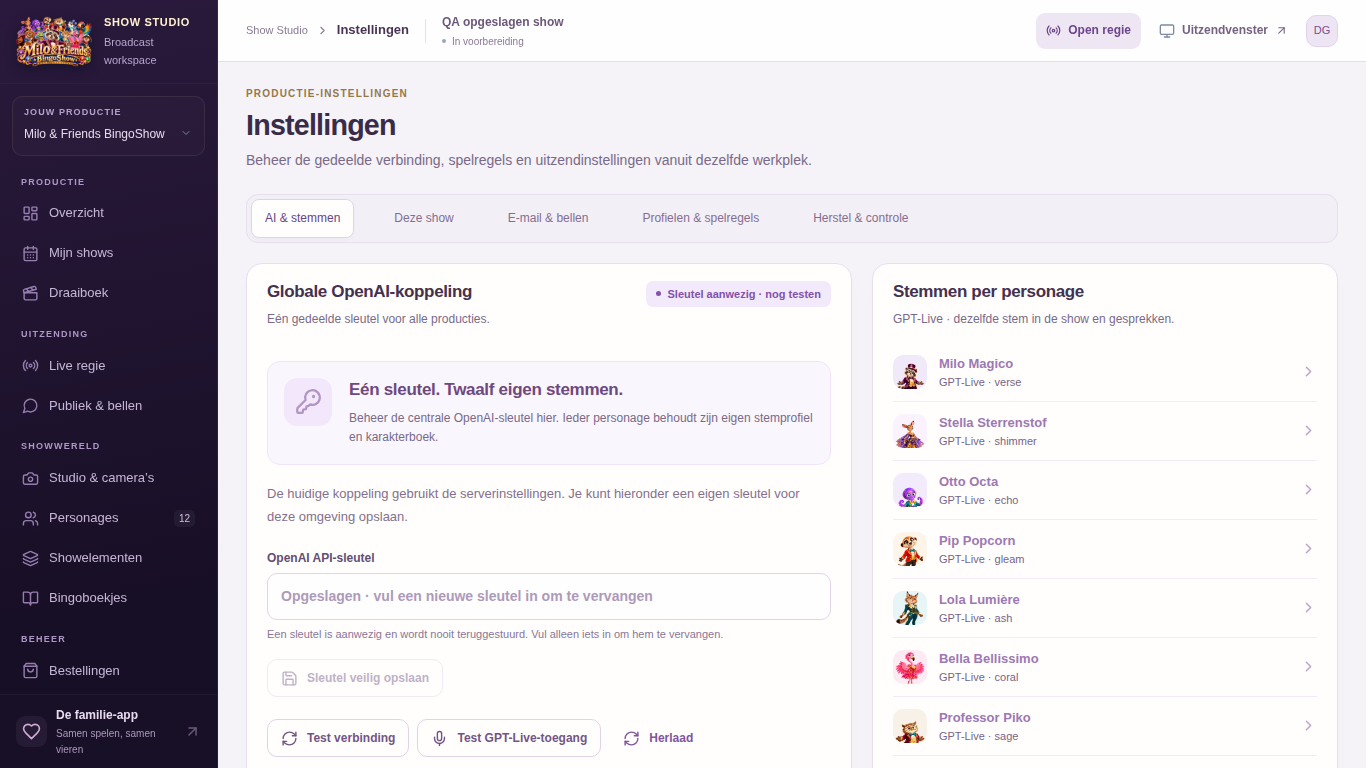 Milo & Friends
BingoShow
SHOW STUDIO
Broadcast
workspace
JOUW PRODUCTIE
Milo & Friends BingoShow
PRODUCTIE
Overzicht
Mijn shows
Draaiboek
UITZENDING
Live regie
Publiek & bellen
SHOWWERELD
Studio & camera's
Personages
12
Showelementen
Bingoboekjes
BEHEER
Bestellingen
De familie-app
Samen spelen, samen
vieren
Show Studio
Instellingen
QA opgeslagen show
In voorbereiding
Open regie
Uitzendvenster
DG
PRODUCTIE-INSTELLINGEN
Instellingen
Beheer de gedeelde verbinding, spelregels en uitzendinstellingen vanuit dezelfde werkplek.
AI & stemmen
Deze show
E-mail & bellen
Profielen & spelregels
Herstel & controle
Globale OpenAI-koppeling
Sleutel aanwezig · nog testen
Eén gedeelde sleutel voor alle producties.
Eén sleutel. Twaalf eigen stemmen.
Beheer de centrale OpenAI-sleutel hier. Ieder personage behoudt zijn eigen stemprofiel
en karakterboek.
De huidige koppeling gebruikt de serverinstellingen. Je kunt hieronder een eigen sleutel voor
deze omgeving opslaan.
OpenAI API-sleutel
Opgeslagen · vul een nieuwe sleutel in om te vervangen
Een sleutel is aanwezig en wordt nooit teruggestuurd. Vul alleen iets in om hem te vervangen.
Sleutel veilig opslaan
Test verbinding
Test GPT-Live-toegang
Herlaad
Stemmen per personage
GPT-Live · dezelfde stem in de show en gesprekken.
Milo Magico
GPT-Live · verse
Stella Sterrenstof
GPT-Live · shimmer
Otto Octa
GPT-Live · echo
Pip Popcorn
GPT-Live · gleam
Lola Lumière
GPT-Live · ash
Bella Bellissimo
GPT-Live · coral
Professor Piko
GPT-Live · sage